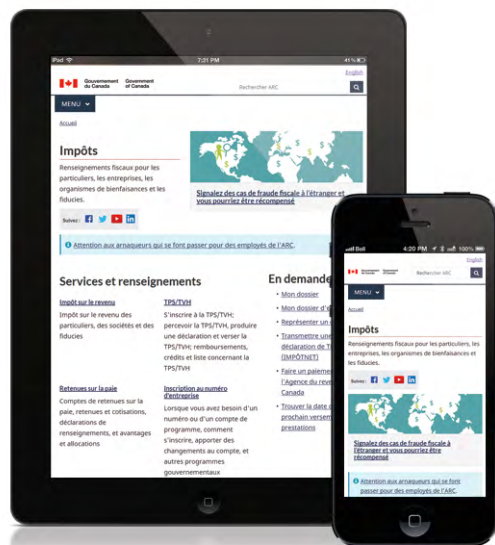 iPod 7:21 PM 41%
English
Gouvernement du Canada
Government of Canada
Rechercher ARC
MENU
Accueil
Impôts
Renseignements fiscaux pour les
particuliers, les entreprises, les
organismes de bienfaisances et les
fiducies.
Suivez :
Signalez des cas de fraude fiscale à l'étranger et
vous pourriez être récompensé
Attention aux arnaqueurs qui se font passer pour des employés de l'ARC.
Services et renseignements
Impôt sur le revenu
Impôt sur le revenu des
particuliers, des sociétés et des
fiducies
TPS/TVH
S'inscrire à la TPS/TVH;
percevoir la TPS/TVH, produire
une déclaration et verser la
TPS/TVH; remboursements,
crédits et liste concernant la
TPS/TVH
Retenues sur la paie
Comptes de retenues sur la
paie, retenues et cotisations,
déclarations de
renseignements, et avantages
et allocations
Inscription au numéro
d'entreprise
Lorsque vous avez besoin d'un
numéro ou d'un compte de
programme, comment
s'inscrire, apporter des
changements au compte, et
autres programmes
gouvernementaux
En demande
Mon dossier
Mon dossier d'e
Représenter un
Transmettre une
déclaration de T
(IMPÔTNET)
Faire un paieme
l'Agence du reve
Canada
Trouver la date
prochain versem
prestations
Bell 4:20 PM 100%
English
Gouvernement du Canada
Government of Canada
Rechercher ARC
MENU
Accueil
Impôts
Renseignements fiscaux pour les particuliers, les
entreprises, les organismes de bienfaisances et
les fiducies.
Suivez :
Signalez des cas de fraude fiscale à
l'étranger et vous pourriez être
récompensé
Attention aux arnaqueurs qui se font
passer pour des employés de l'ARC.